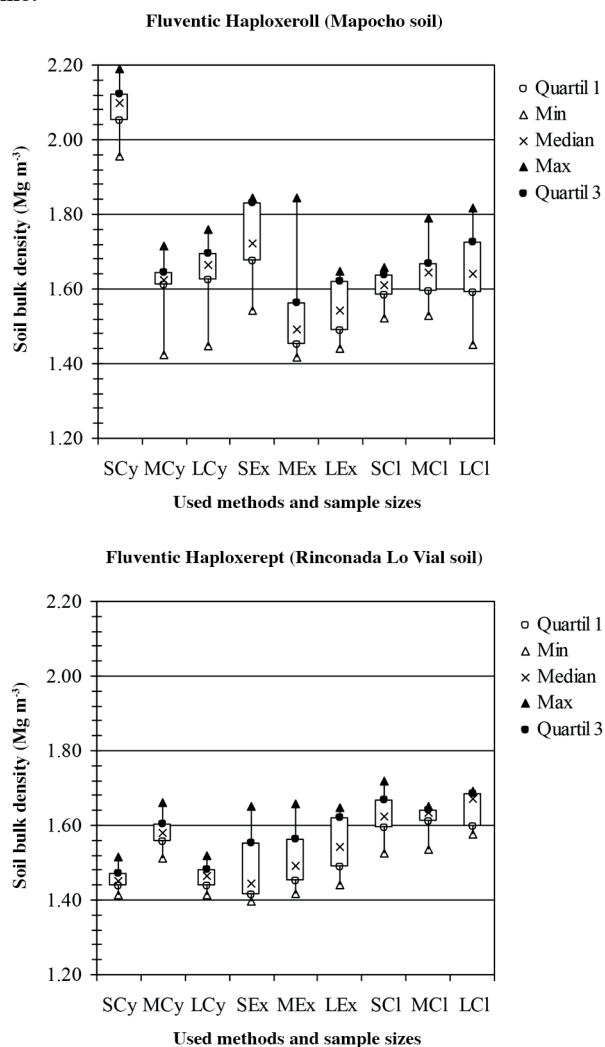 Fluventic Haploxeroll (Mapocho soil)
2.20
2.00
1.80
1.60
1.40
1.20
Soil bulk density (Mg m-3)
SCy MCy LCy SEx MEx LEx SCl MCl LCl
Used methods and sample sizes
Quartil 1
Min
Median
Max
Quartil 3
Fluventic Haploxerept (Rinconada Lo Vial soil)
2.20
2.00
1.80
1.60
1.40
1.20
Soil bulk density (Mg m-3)
SCy MCy LCy SEx MEx LEx SCl MCl LCl
Used methods and sample sizes
Quartil 1
Min
Median
Max
Quartil 3